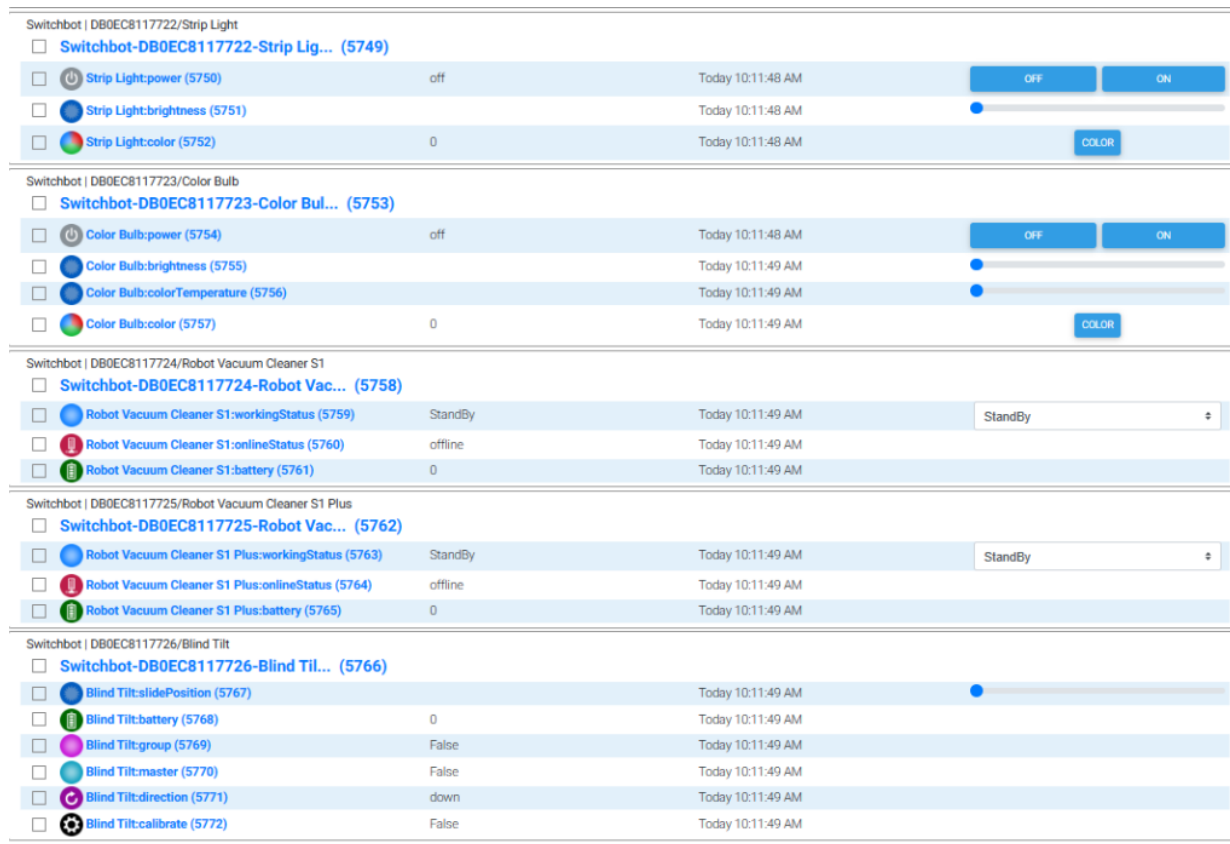 Switchbot | DB0EC8117722/Strip Light
Switchbot-DB0EC8117722-Strip Lig... (5749)
Strip Light:power (5750) off Today 10:11:48 AM OFF ON
Strip Light:brightness (5751) Today 10:11:48 AM
Strip Light:color (5752) 0 Today 10:11:48 AM COLOR
Switchbot | DB0EC8117723/Color Bulb
Switchbot-DB0EC8117723-Color Bul... (5753)
Color Bulb:power (5754) off Today 10:11:48 AM OFF ON
Color Bulb:brightness (5755) Today 10:11:49 AM
Color Bulb:colorTemperature (5756) Today 10:11:49 AM
Color Bulb:color (5757) 0 Today 10:11:49 AM COLOR
Switchbot | DB0EC8117724/Robot Vacuum Cleaner S1
Switchbot-DB0EC8117724-Robot Vac... (5758)
Robot Vacuum Cleaner S1:workingStatus (5759) StandBy Today 10:11:49 AM StandBy
Robot Vacuum Cleaner S1:onlineStatus (5760) offline Today 10:11:49 AM
Robot Vacuum Cleaner S1:battery (5761) 0 Today 10:11:49 AM
Switchbot | DB0EC8117725/Robot Vacuum Cleaner S1 Plus
Switchbot-DB0EC8117725-Robot Vac... (5762)
Robot Vacuum Cleaner S1 Plus:workingStatus (5763) StandBy Today 10:11:49 AM StandBy
Robot Vacuum Cleaner S1 Plus:onlineStatus (5764) offline Today 10:11:49 AM
Robot Vacuum Cleaner S1 Plus:battery (5765) 0 Today 10:11:49 AM
Switchbot | DB0EC8117726/Blind Tilt
Switchbot-DB0EC8117726-Blind Til... (5766)
Blind Tilt:slidePosition (5767) Today 10:11:49 AM
Blind Tilt:battery (5768) 0 Today 10:11:49 AM
Blind Tilt:group (5769) False Today 10:11:49 AM
Blind Tilt:master (5770) False Today 10:11:49 AM
Blind Tilt:direction (5771) down Today 10:11:49 AM
Blind Tilt:calibrate (5772) False Today 10:11:49 AM